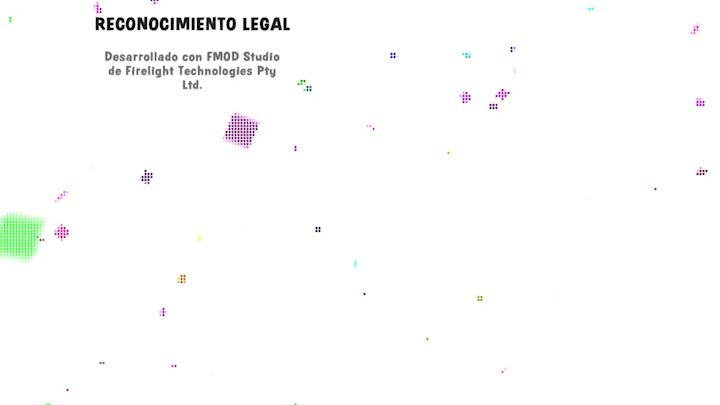 RECONOCIMIENTO LEGAL
Desarrollado con FMOD Studio
de Firelight Technologies Pty
Ltd.